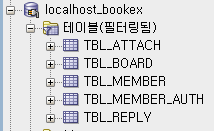 localhost_bookex
테이블(필터링됨)
TBL_ATTACH
TBL_BOARD
TBL_MEMBER
TBL_MEMBER_AUTH
TBL_REPLY